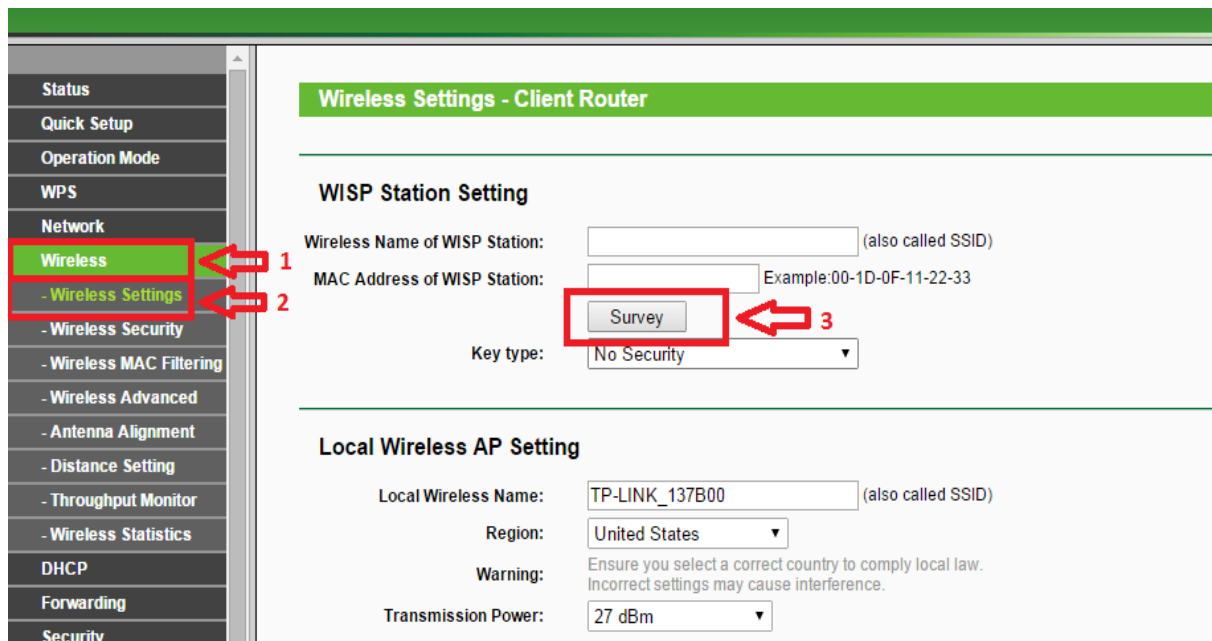 Status
Quick Setup
Operation Mode
WPS
Network
Wireless
1
- Wireless Settings
2
- Wireless Security
- Wireless MAC Filtering
- Wireless Advanced
- Antenna Alignment
- Distance Setting
- Throughput Monitor
- Wireless Statistics
DHCP
Forwarding
Security
Wireless Settings - Client Router
WISP Station Setting
Wireless Name of WISP Station: (also called SSID)
MAC Address of WISP Station: Example:00-1D-0F-11-22-33
Survey
3
Key type: No Security
Local Wireless AP Setting
Local Wireless Name: TP-LINK_137B00 (also called SSID)
Region: United States
Warning: Ensure you select a correct country to comply local law.
Incorrect settings may cause interference.
Transmission Power: 27 dBm